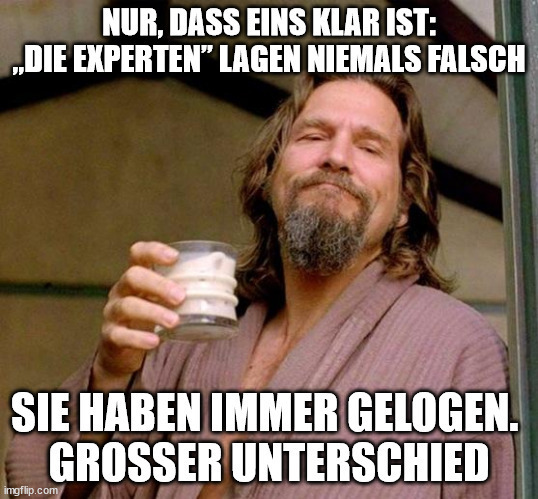 NUR, DASS EINS KLAR IST:
„DIE EXPERTEN” LAGEN NIEMALS FALSCH
SIE HABEN IMMER GELOGEN.
GROSSER UNTERSCHIED
imgflip.com